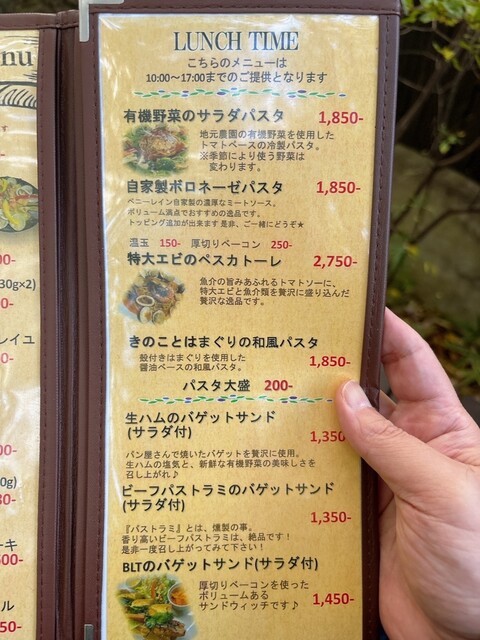 LUNCH TIME
こちらのメニューは
10:00～17:00までのご提供となります
有機野菜のサラダパスタ 1,850-
地元農園の有機野菜を使用した
トマトベースの冷製パスタ。
※季節により使う野菜は
変わります。
自家製ボロネーゼパスタ 1,850-
ペニーレイン自家製の濃厚なミートソース。
ボリューム満点でおすすめの逸品です。
トッピング追加が出来ます 是非、ご一緒にどうぞ★
温玉 150- 厚切りベーコン 250-
特大エビのペスカトーレ 2,750-
魚介の旨みあふれるトマトソーに、
特大エビと魚介類を贅沢に盛り込んだ
贅沢な逸品です。
きのことはまぐりの和風パスタ
殻付きはまぐりを使用した
醤油ベースの和風パスタ。
1,850-
パスタ大盛 200-
生ハムのバゲットサンド
(サラダ付)
1,350
パン屋さんで焼いたバゲットを贅沢に使用。
生ハムの塩気と、新鮮な有機野菜の美味しさを
召し上がれ♪
ビーフパストラミのバゲットサンド
(サラダ付)
1,350-
『パストラミ』とは、燻製の事。
香り高いビーフパストラミは、絶品です！
是非一度召し上がってみて下さい！
BLTのバゲットサンド(サラダ付)
厚切りベーコンを使った
ボリュームある
サンドウィッチです♪
1,450-
nu
30g×2)
レイユ
0g)
ーキ
ル